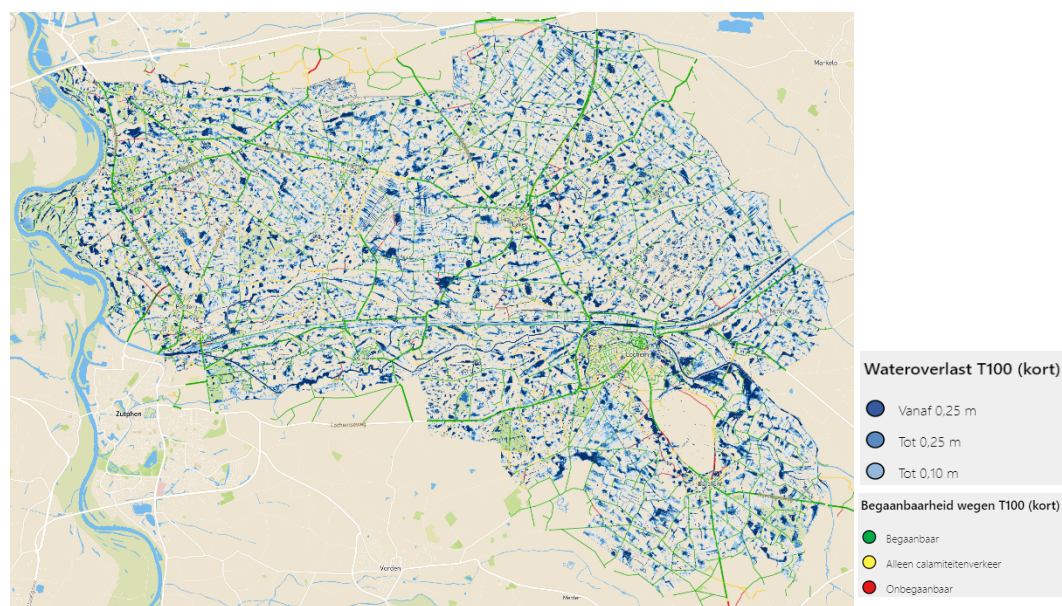 Markelo
Lochem
Zutphen
Lochemseweg
Vorden
Wateroverlast T100 (kort)
Vanaf 0,25 m
Tot 0,25 m
Tot 0,10 m
Begaanbaarheid wegen T100 (kort)
Begaanbaar
Alleen calamiteitenverkeer
Onbegaanbaar